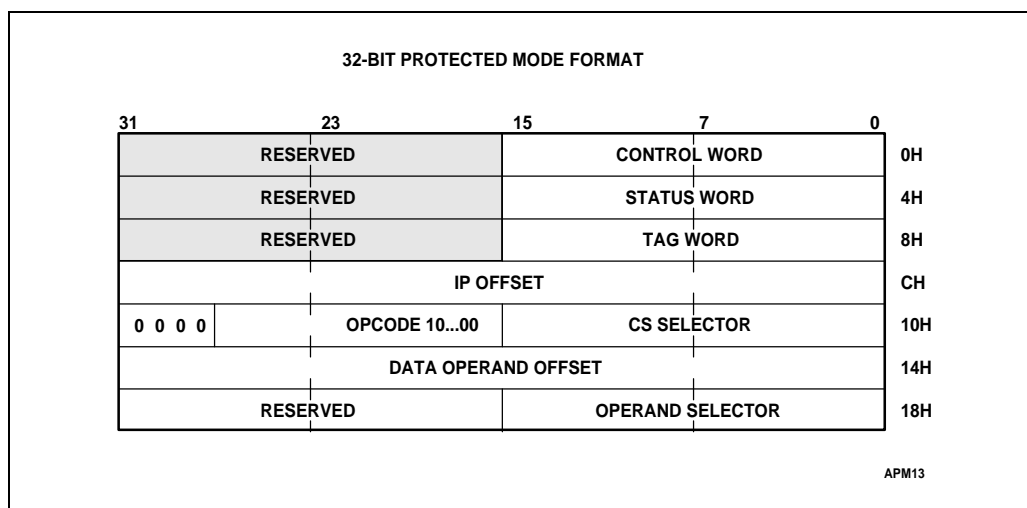 32-BIT PROTECTED MODE FORMAT
31 23 15 7 0
RESERVED CONTROL WORD 0H
RESERVED STATUS WORD 4H
RESERVED TAG WORD 8H
IP OFFSET CH
0 0 0 0 OPCODE 10...00 CS SELECTOR 10H
DATA OPERAND OFFSET 14H
RESERVED OPERAND SELECTOR 18H
APM13